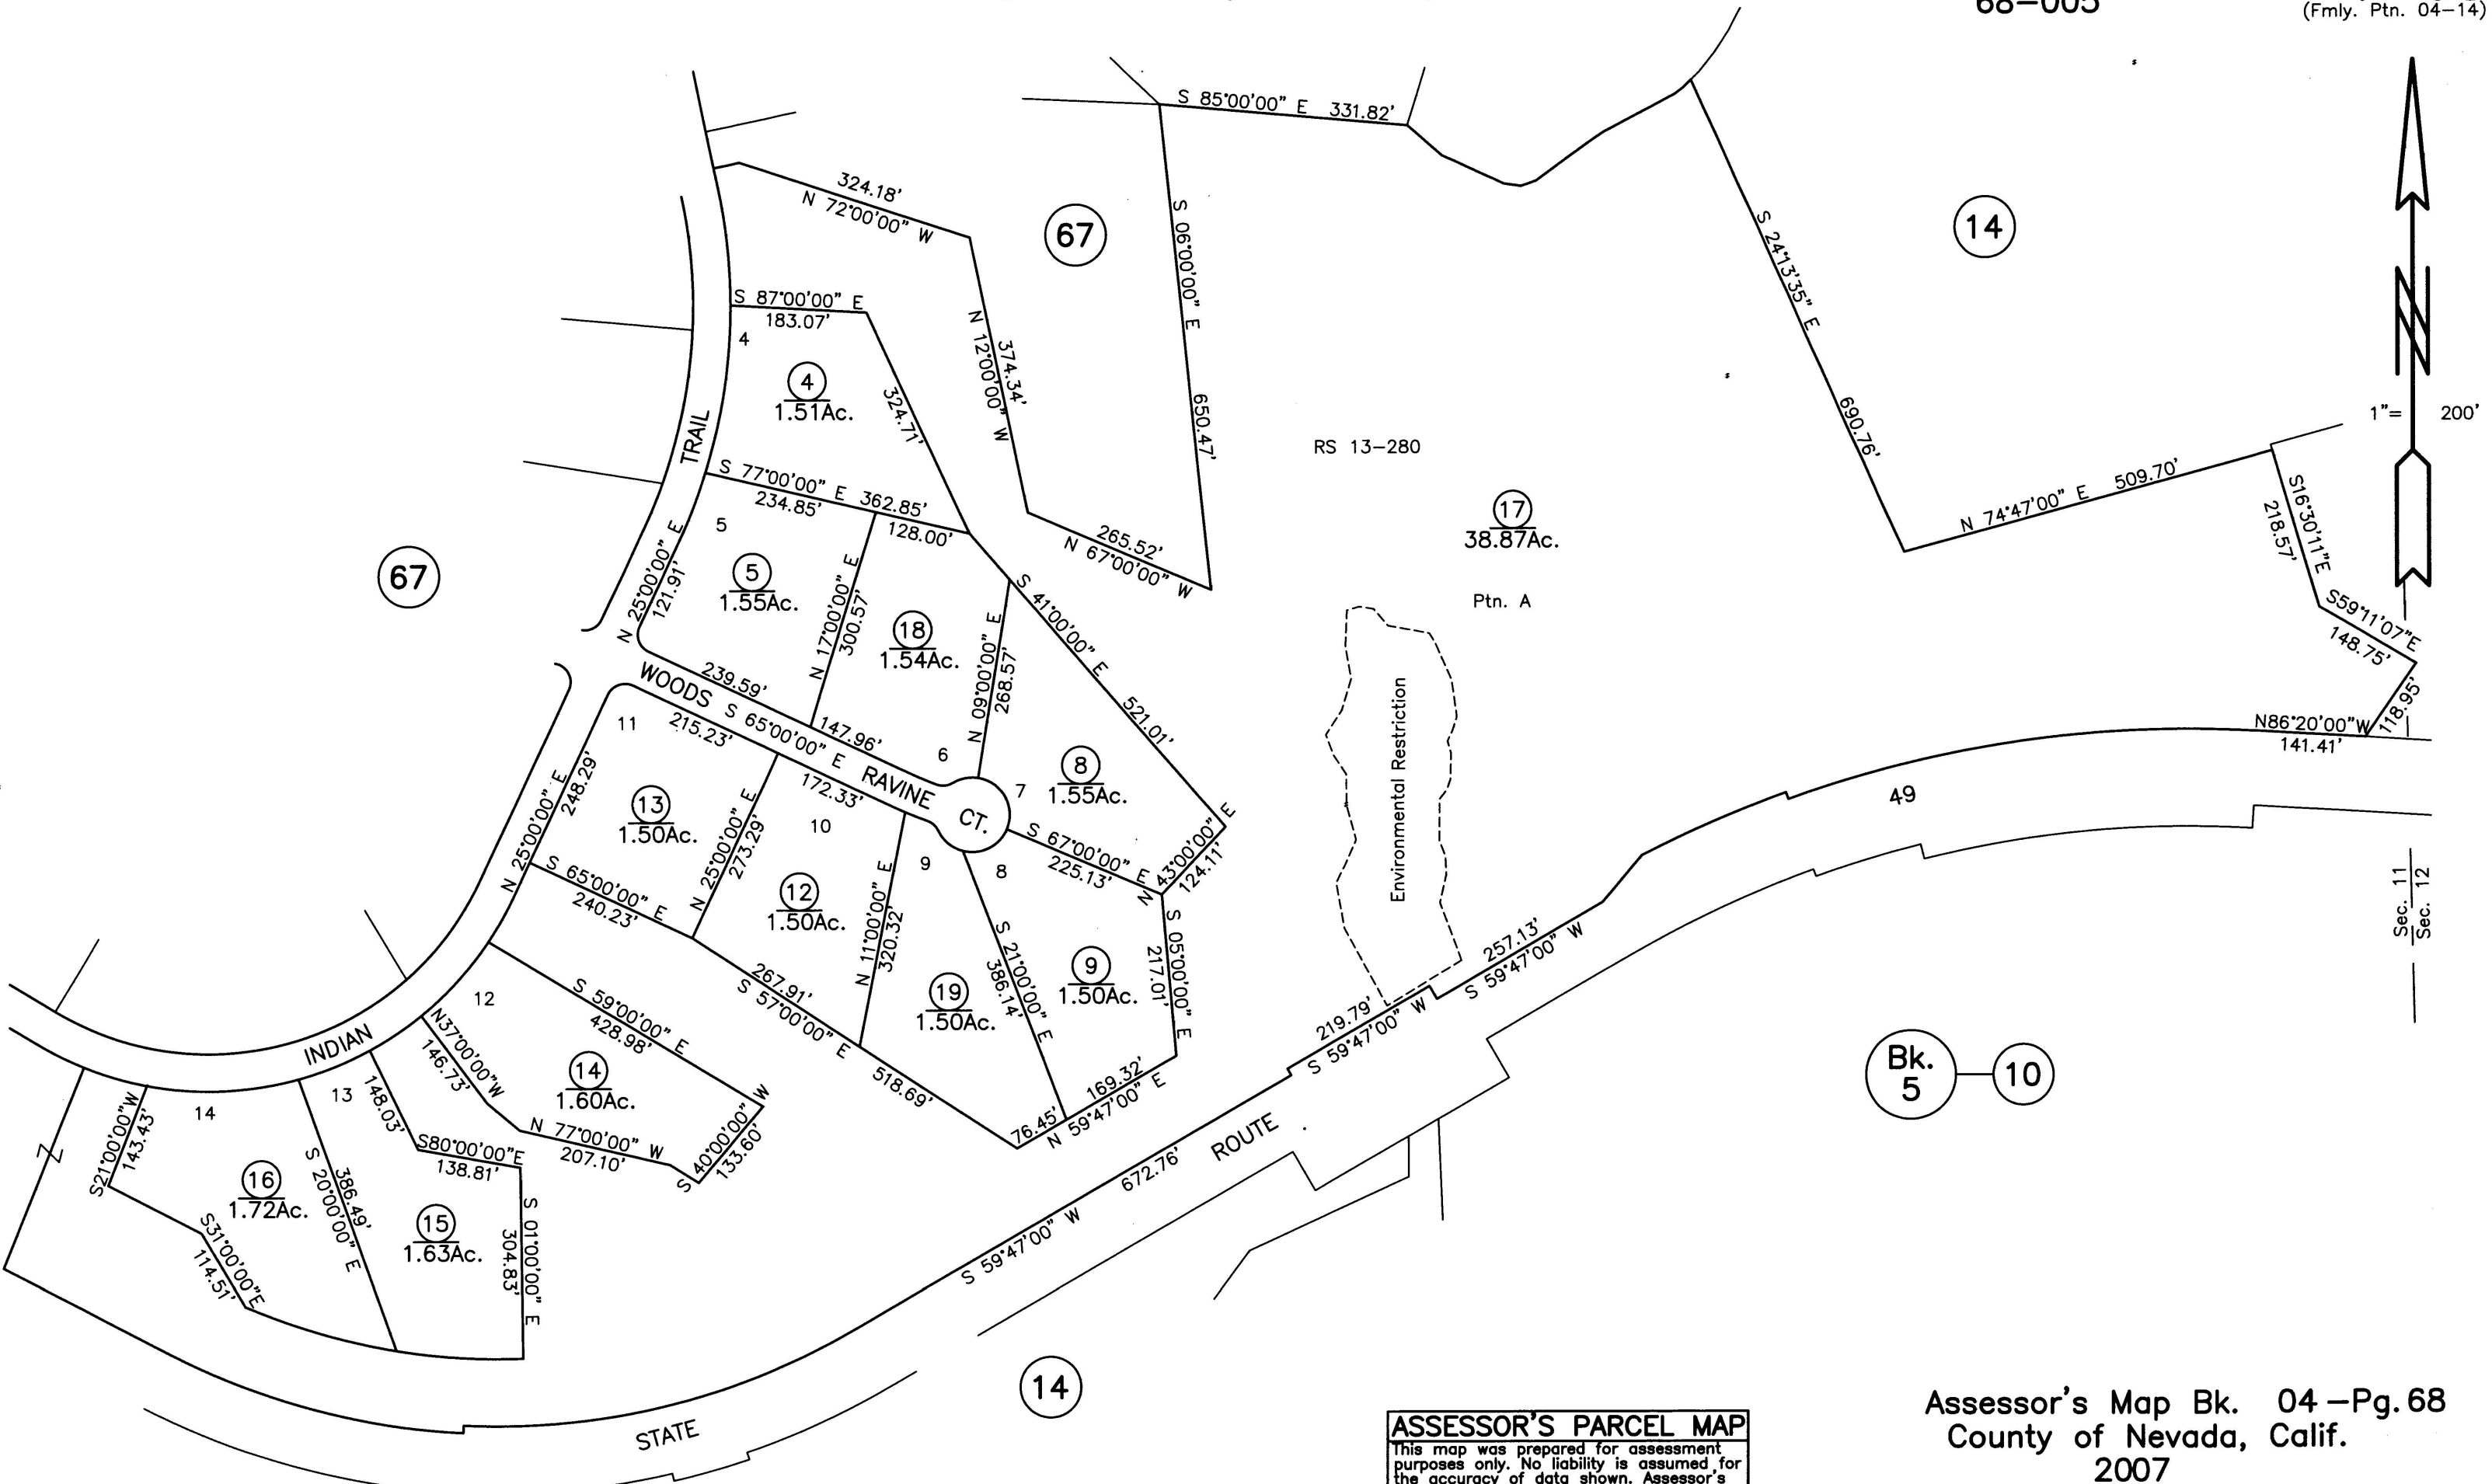 68-005
(Fmly. Ptn. 04-14)
S 85°00'00" E 331.82'
324.18'
N 72°00'00" W
67
14
S 06°00'00" E
650.47'
S 24°13'35" E
690.76'
S 87°00'00" E
183.07'
4
4
1.51Ac.
324.71'
374.34'
N 12°00'00" W
1"= 200'
RS 13-280
TRAIL
S 77°00'00" E 362.85'
234.85'
128.00'
265.52'
N 67°00'00" W
17
38.87Ac.
Ptn. A
N 74°47'00" E 509.70'
S16°30'11"E
218.57'
S59°11'07"E
148.75'
118.95'
N86°20'00"W
141.41'
67
N 25°00'00" E
121.91'
5
5
1.55Ac.
N 17°00'00" E
300.57'
18
1.54Ac.
N 09°00'00" E
268.57'
S 41°00'00" E
521.01'
239.59'
147.96'
WOODS S 65°00'00" E RAVINE CT.
215.23'
172.33'
6
7
8
1.55Ac.
Environmental Restriction
49
11
N 25°00'00" E
248.29'
13
1.50Ac.
N 25°00'00" E
273.29'
10
12
1.50Ac.
9
8
S 67°00'00" E
225.13'
N 43°00'00" E
124.11'
S 65°00'00" E
240.23'
N 11°00'00" E
320.32'
19
1.50Ac.
S 21°00'00" E
386.14'
9
1.50Ac.
S 05°00'00" E
217.01'
257.13'
S 59°47'00" W
219.79'
S 59°47'00" W
Sec. 11
Sec. 12
267.91'
S 57°00'00" E
518.69'
76.45'
169.32'
N 59°47'00" E
INDIAN
12
S 59°00'00" E
428.98'
N37°00'00"W
146.73'
14
1.60Ac.
N 77°00'00" W
207.10'
S 40°00'00" W
133.60'
Bk.
5
10
13
148.03'
S80°00'00"E
138.81'
14
S21°00'00"W
143.43'
16
1.72Ac.
S 20°00'00" E
386.49'
15
1.63Ac.
S 01°00'00" E
304.83'
S31°00'00"E
114.51'
672.76'
S 59°47'00" W
ROUTE
STATE
14
ASSESSOR'S PARCEL MAP
This map was prepared for assessment
purposes only. No liability is assumed for
the accuracy of data shown. Assessor's
Assessor's Map Bk. 04-Pg.68
County of Nevada, Calif.
2007